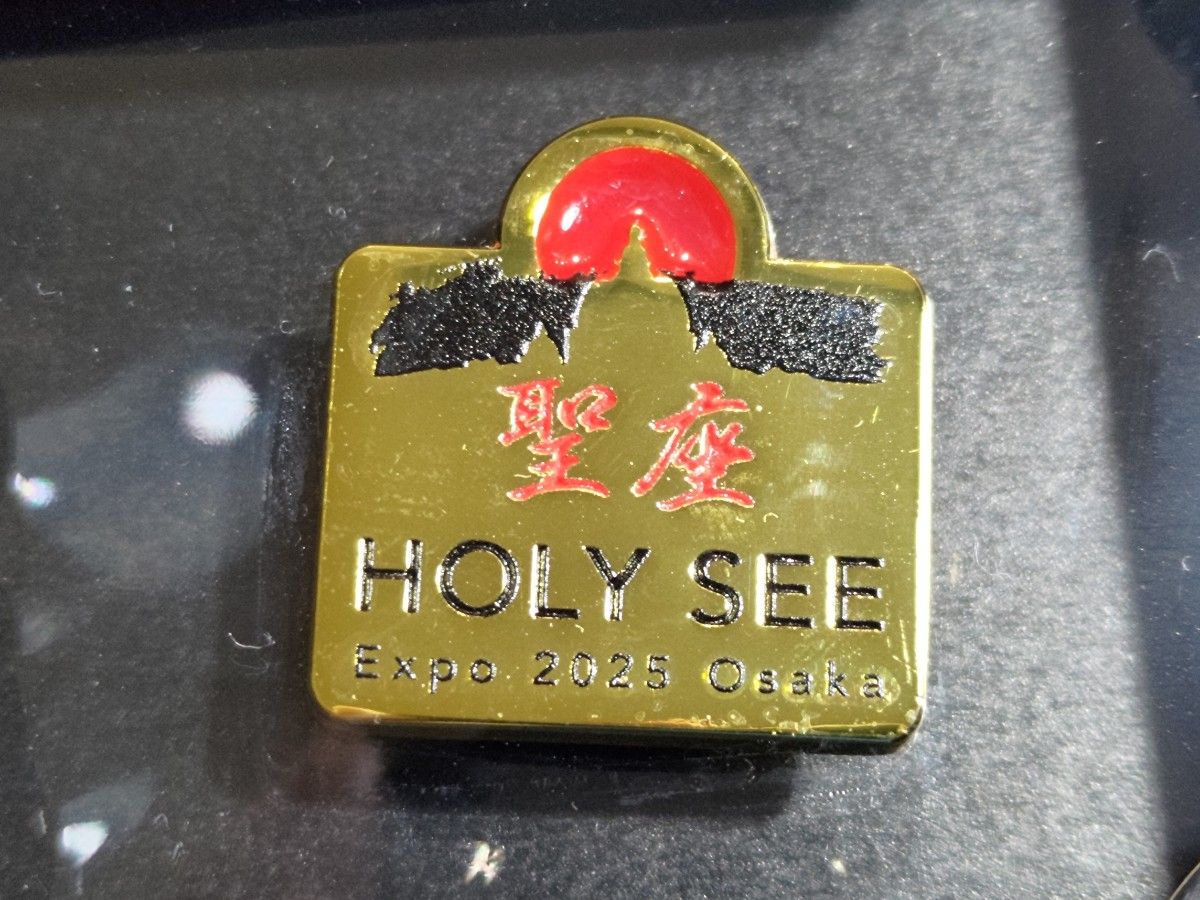 聖座
HOLY SEE
Expo 2025 Osaka